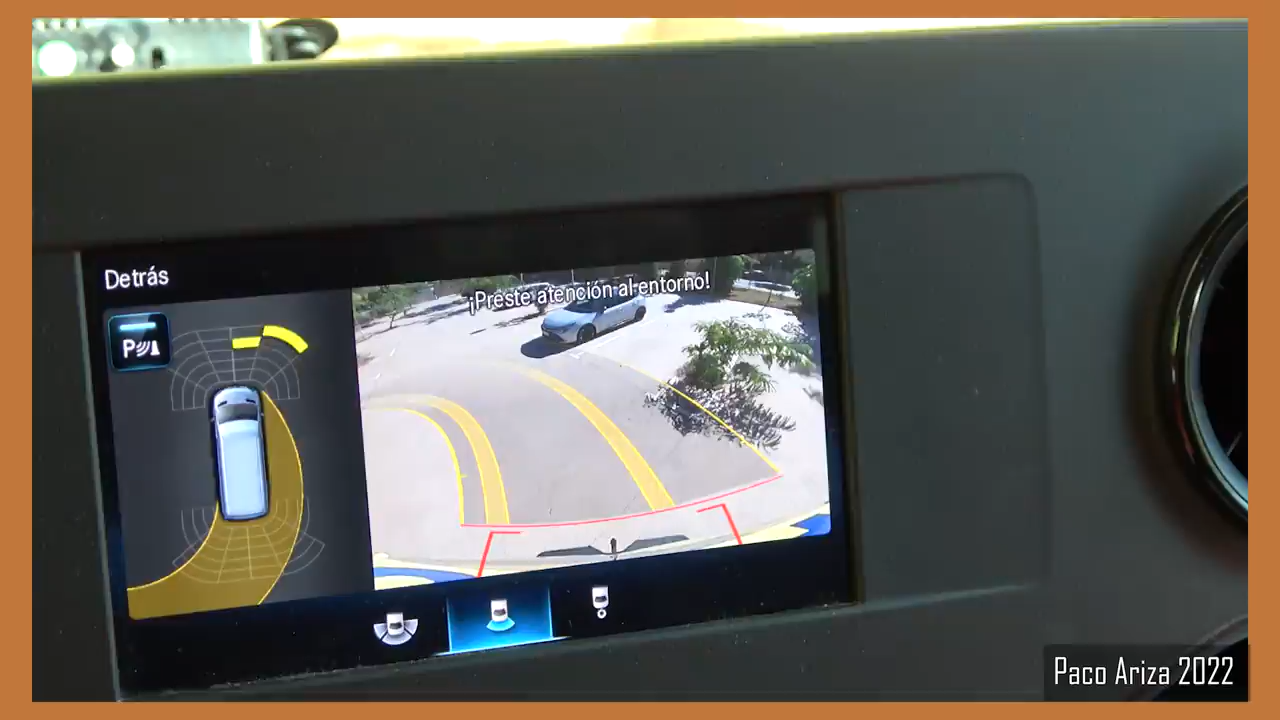 Detrás
¡Preste atención al entorno!
P
Paco Ariza 2022